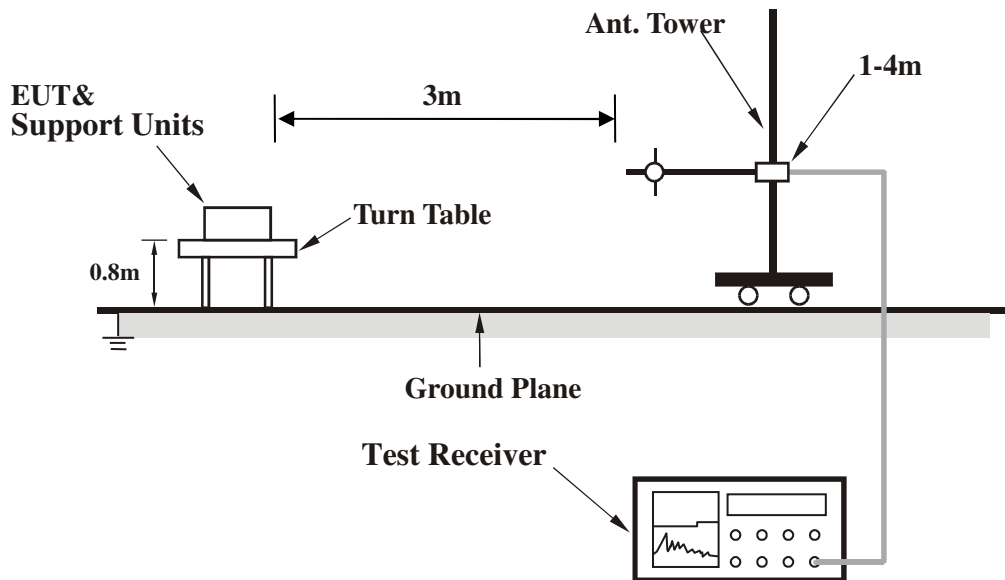 Ant. Tower
1-4m
3m
EUT&
Support Units
Turn Table
0.8m
Ground Plane
Test Receiver